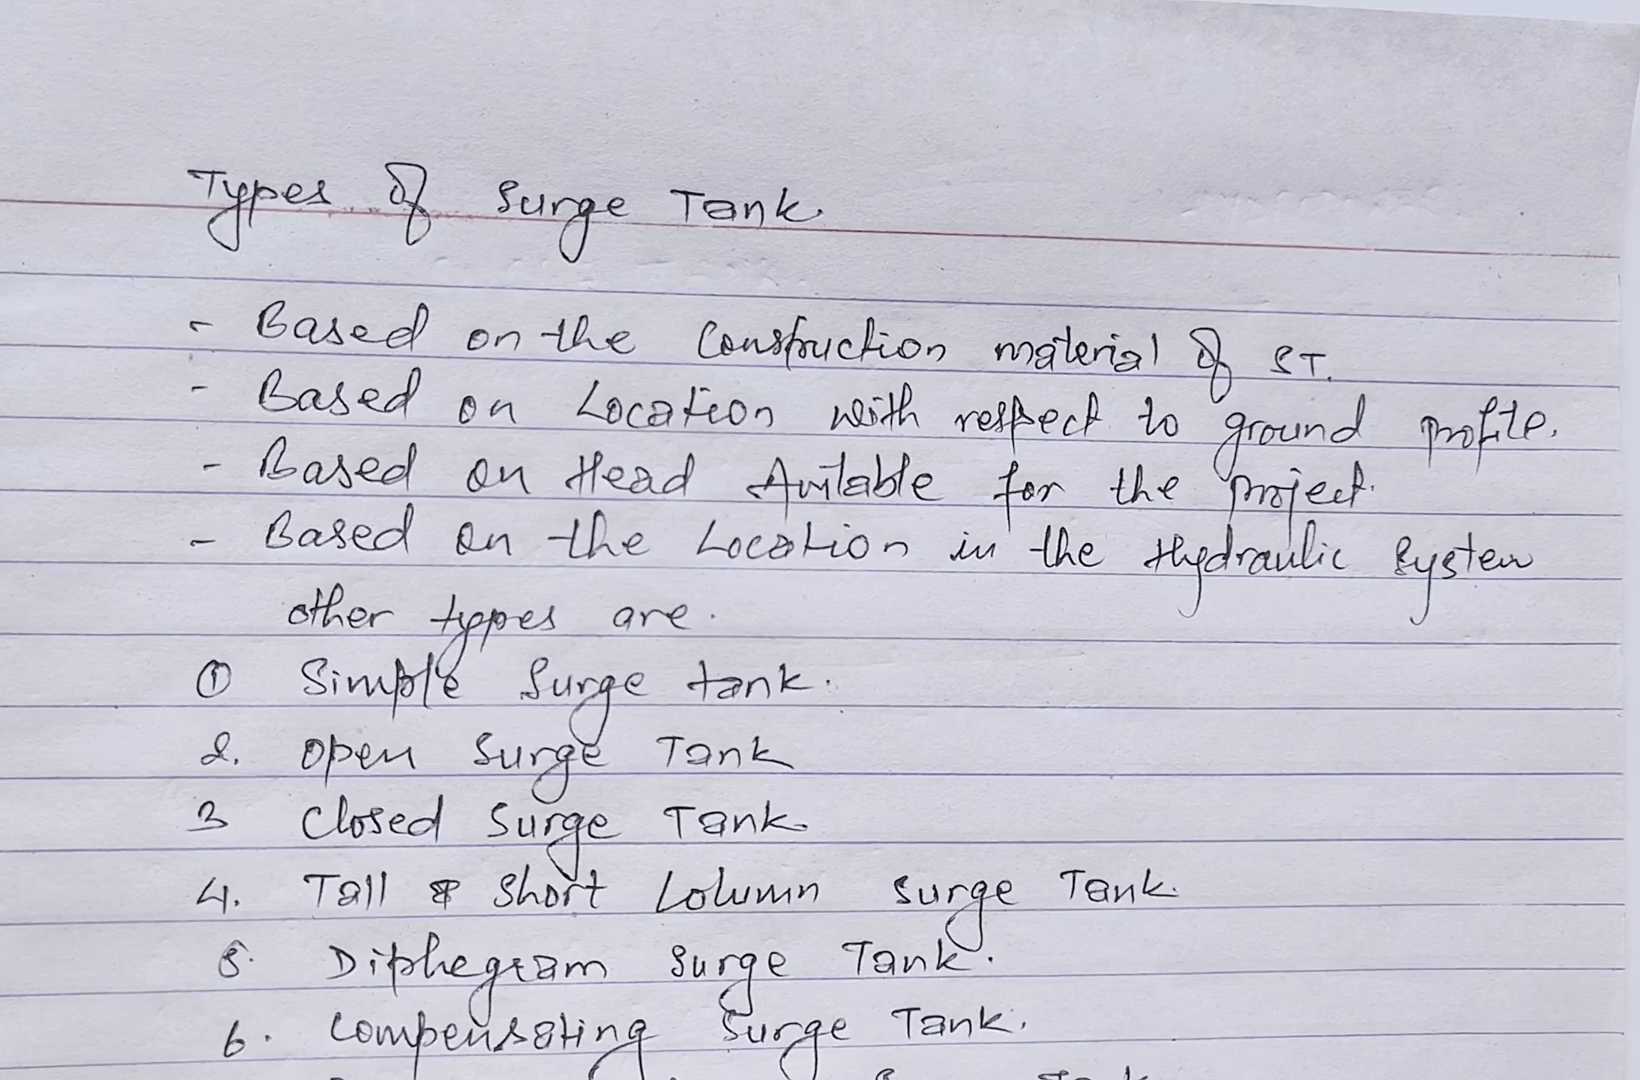 Types of Surge Tank.
- Based on the Construction material of ST.
- Based on Location with respect to ground profile.
- Based on Head Avilable for the project.
- Based on the Location in the Hydraulic System
other types are.
① Simple Surge tank.
2. Open Surge Tank
3 Closed Surge Tank.
4. Tall & Short Column Surge Tank.
5. Diphegram Surge Tank.
6. Compensating Surge Tank.